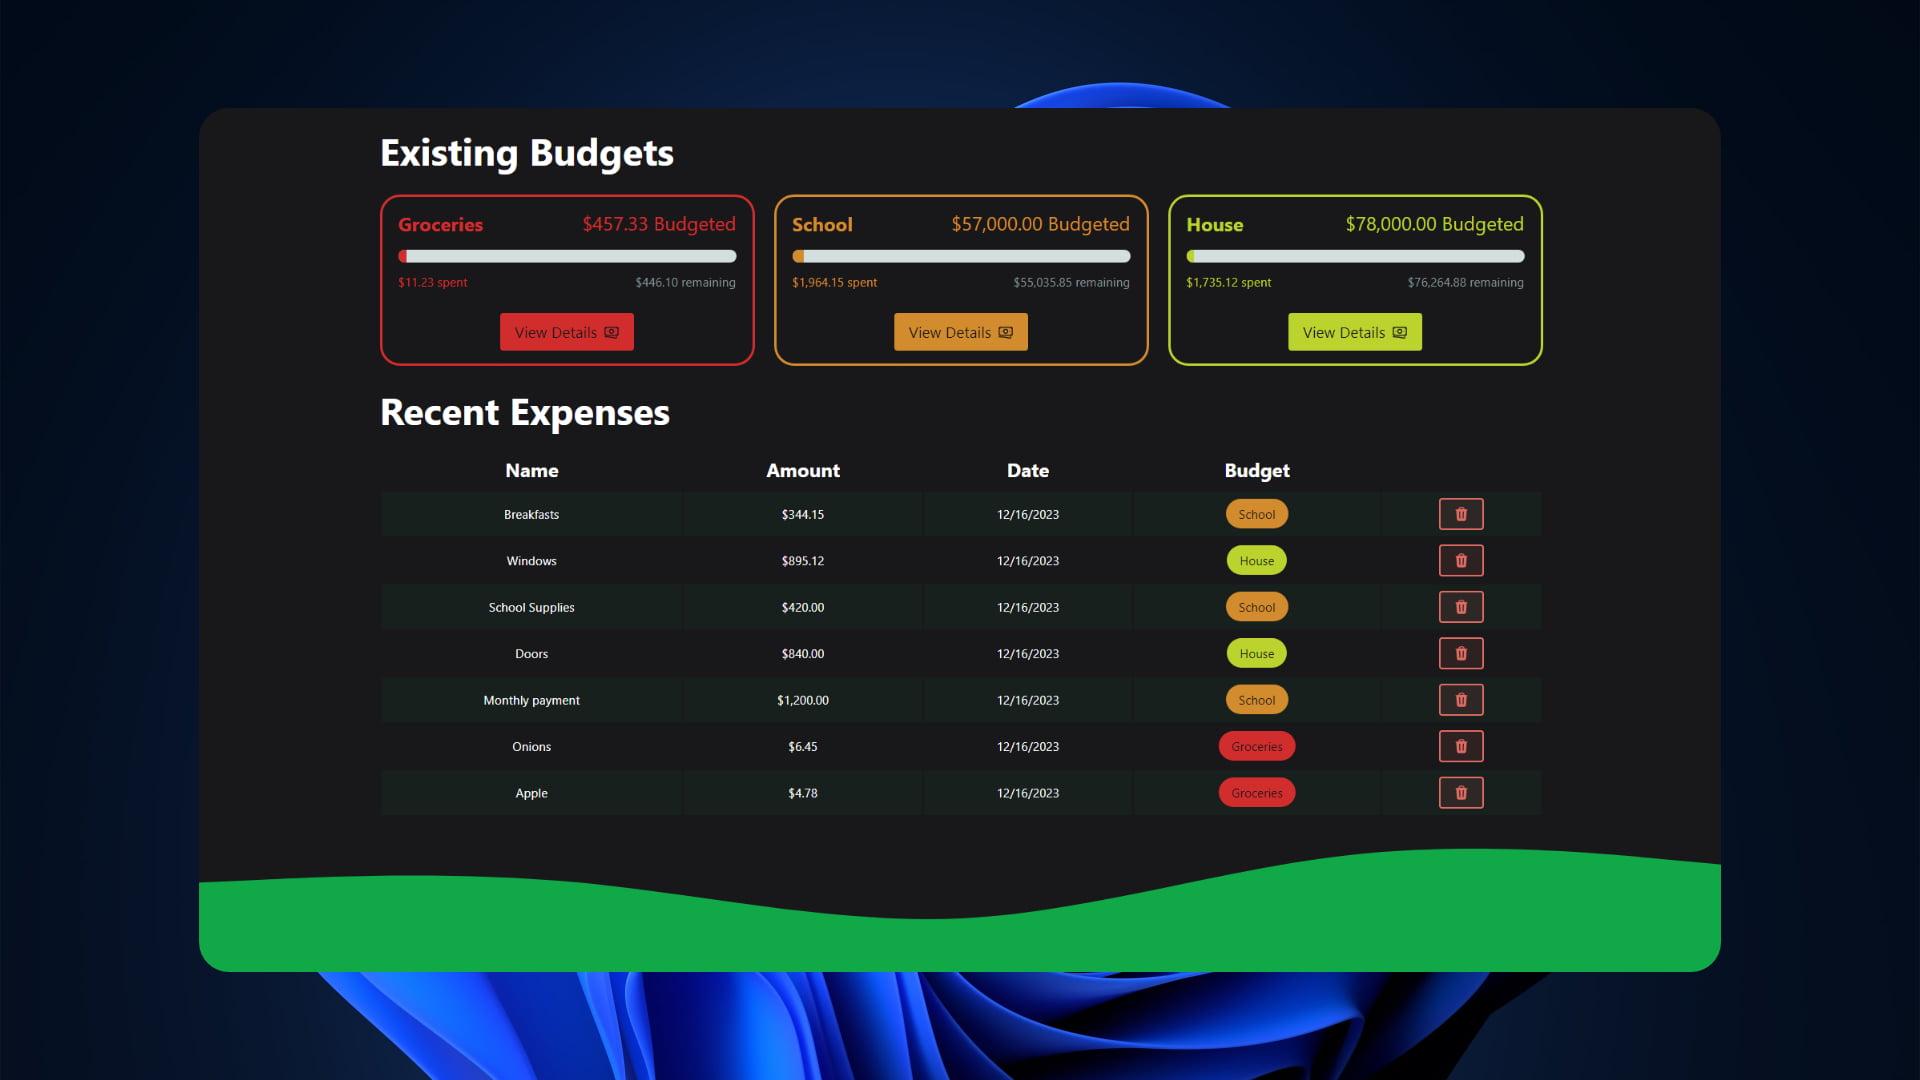 Existing Budgets
Groceries $457.33 Budgeted
$11.23 spent $446.10 remaining
View Details
School $57,000.00 Budgeted
$1,964.15 spent $55,035.85 remaining
View Details
House $78,000.00 Budgeted
$1,735.12 spent $76,264.88 remaining
View Details
Recent Expenses
Name Amount Date Budget
Breakfasts $344.15 12/16/2023 School
Windows $895.12 12/16/2023 House
School Supplies $420.00 12/16/2023 School
Doors $840.00 12/16/2023 House
Monthly payment $1,200.00 12/16/2023 School
Onions $6.45 12/16/2023 Groceries
Apple $4.78 12/16/2023 Groceries